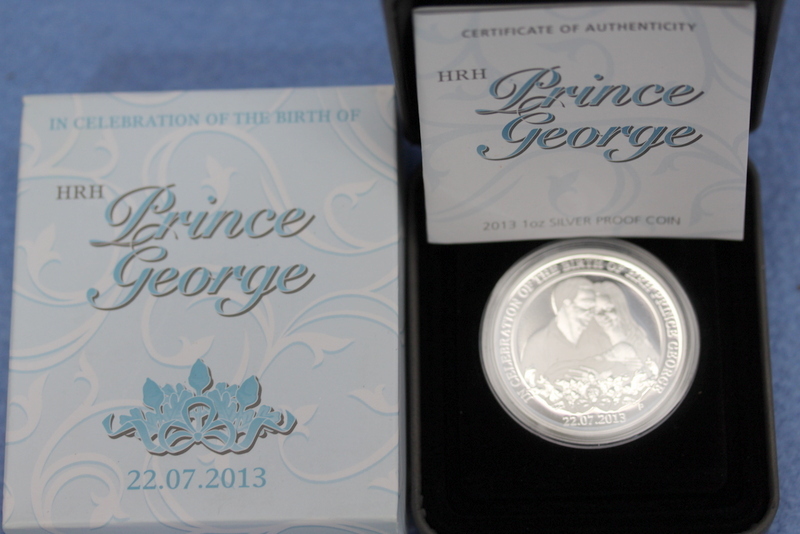 IN CELEBRATION OF THE BIRTH OF
HRH Prince
George
22.07.2013
CERTIFICATE OF AUTHENTICITY
HRH Prince
George
2013 1oz SILVER PROOF COIN
IN CELEBRATION OF THE BIRTH OF HRH PRINCE GEORGE
22.07.2013